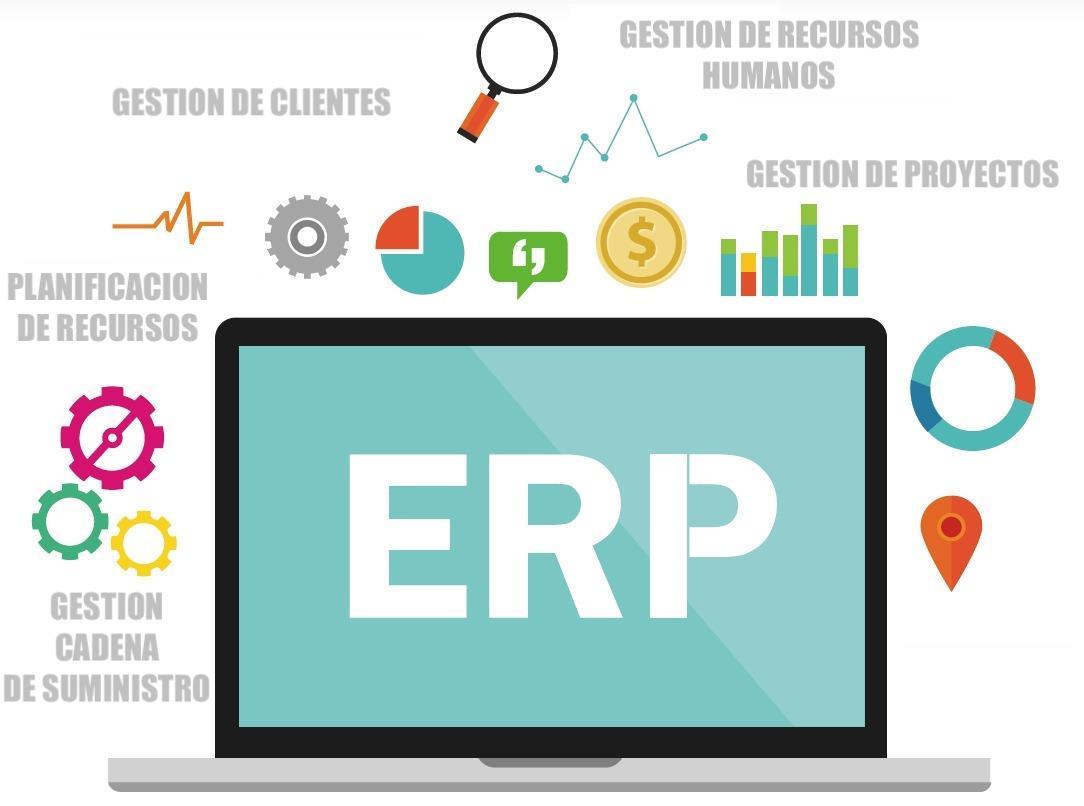 GESTION DE RECURSOS
HUMANOS
GESTION DE CLIENTES
GESTION DE PROYECTOS
$
PLANIFICACION
DE RECURSOS
ERP
GESTION
CADENA
DE SUMINISTRO